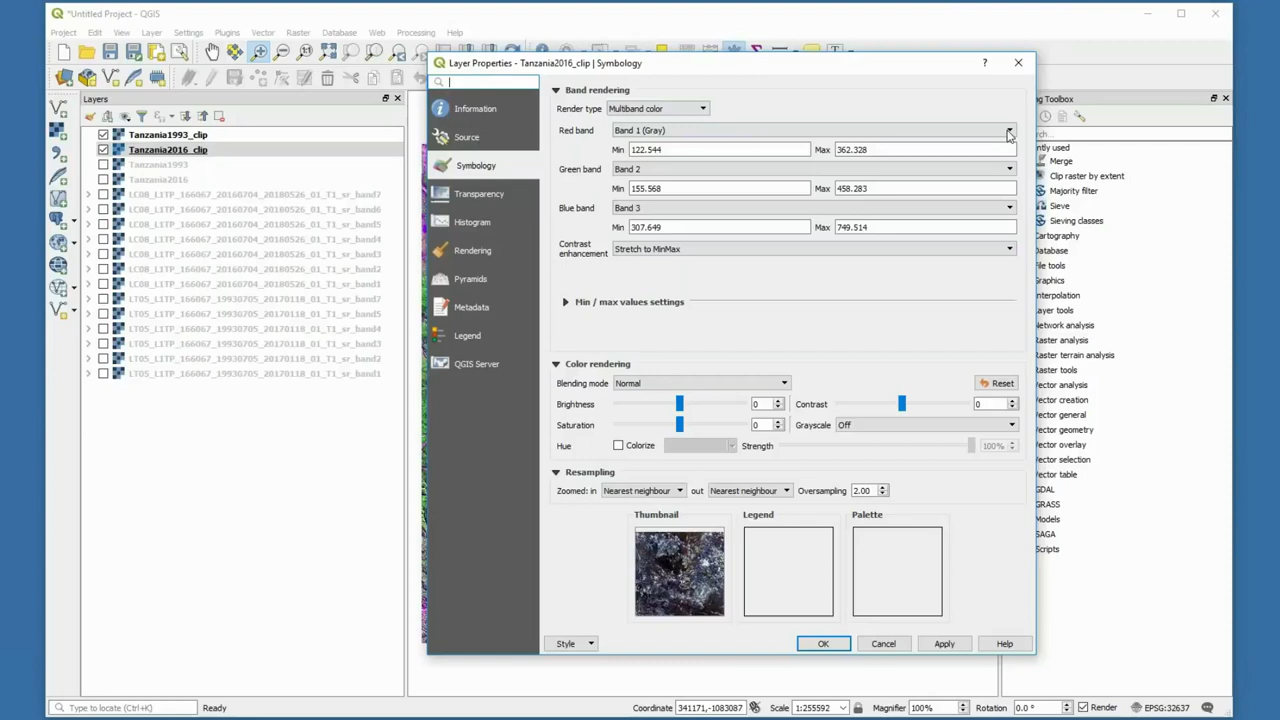 *Untitled Project - QGIS
Project Edit View Layer Settings Plugins Vector Raster Database Web Processing Help
Layers
Tanzania1993_clip
Tanzania2016_clip
Tanzania1993
Tanzania2016
LC08_L1TP_166067_20160704_20180526_01_T1_sr_band7
LC08_L1TP_166067_20160704_20180526_01_T1_sr_band6
LC08_L1TP_166067_20160704_20180526_01_T1_sr_band5
LC08_L1TP_166067_20160704_20180526_01_T1_sr_band4
LC08_L1TP_166067_20160704_20180526_01_T1_sr_band3
LC08_L1TP_166067_20160704_20180526_01_T1_sr_band2
LC08_L1TP_166067_20160704_20180526_01_T1_sr_band1
LT05_L1TP_166067_19930705_20170118_01_T1_sr_band7
LT05_L1TP_166067_19930705_20170118_01_T1_sr_band5
LT05_L1TP_166067_19930705_20170118_01_T1_sr_band4
LT05_L1TP_166067_19930705_20170118_01_T1_sr_band3
LT05_L1TP_166067_19930705_20170118_01_T1_sr_band2
LT05_L1TP_166067_19930705_20170118_01_T1_sr_band1
Layer Properties - Tanzania2016_clip | Symbology
Information
Source
Symbology
Transparency
Histogram
Rendering
Pyramids
Metadata
Legend
QGIS Server
Band rendering
Render type Multiband color
Red band Band 1 (Gray)
Min 122.544 Max 362.328
Green band Band 2
Min 155.568 Max 458.283
Blue band Band 3
Min 307.649 Max 749.514
Contrast enhancement Stretch to MinMax
Min / max values settings
Color rendering
Blending mode Normal Reset
Brightness 0 Contrast 0
Saturation 0 Grayscale Off
Hue Colorize Strength 100%
Resampling
Zoomed: in Nearest neighbour out Nearest neighbour Oversampling 2.00
Thumbnail Legend Palette
Style OK Cancel Apply Help
ng Toolbox
ch...
ntly used
Merge
Clip raster by extent
Majority filter
Sieve
Sieving classes
Cartography
Database
File tools
Graphics
nterpolation
Layer tools
Network analysis
Raster analysis
Raster terrain analysis
Raster tools
Vector analysis
Vector creation
Vector general
Vector geometry
Vector overlay
Vector selection
Vector table
GDAL
GRASS
Models
SAGA
Scripts
Type to locate (Ctrl+K) Coordinate 341171,-1083087 Scale 1:255592 Magnifier 100% Rotation 0.0 ° Render EPSG:32637